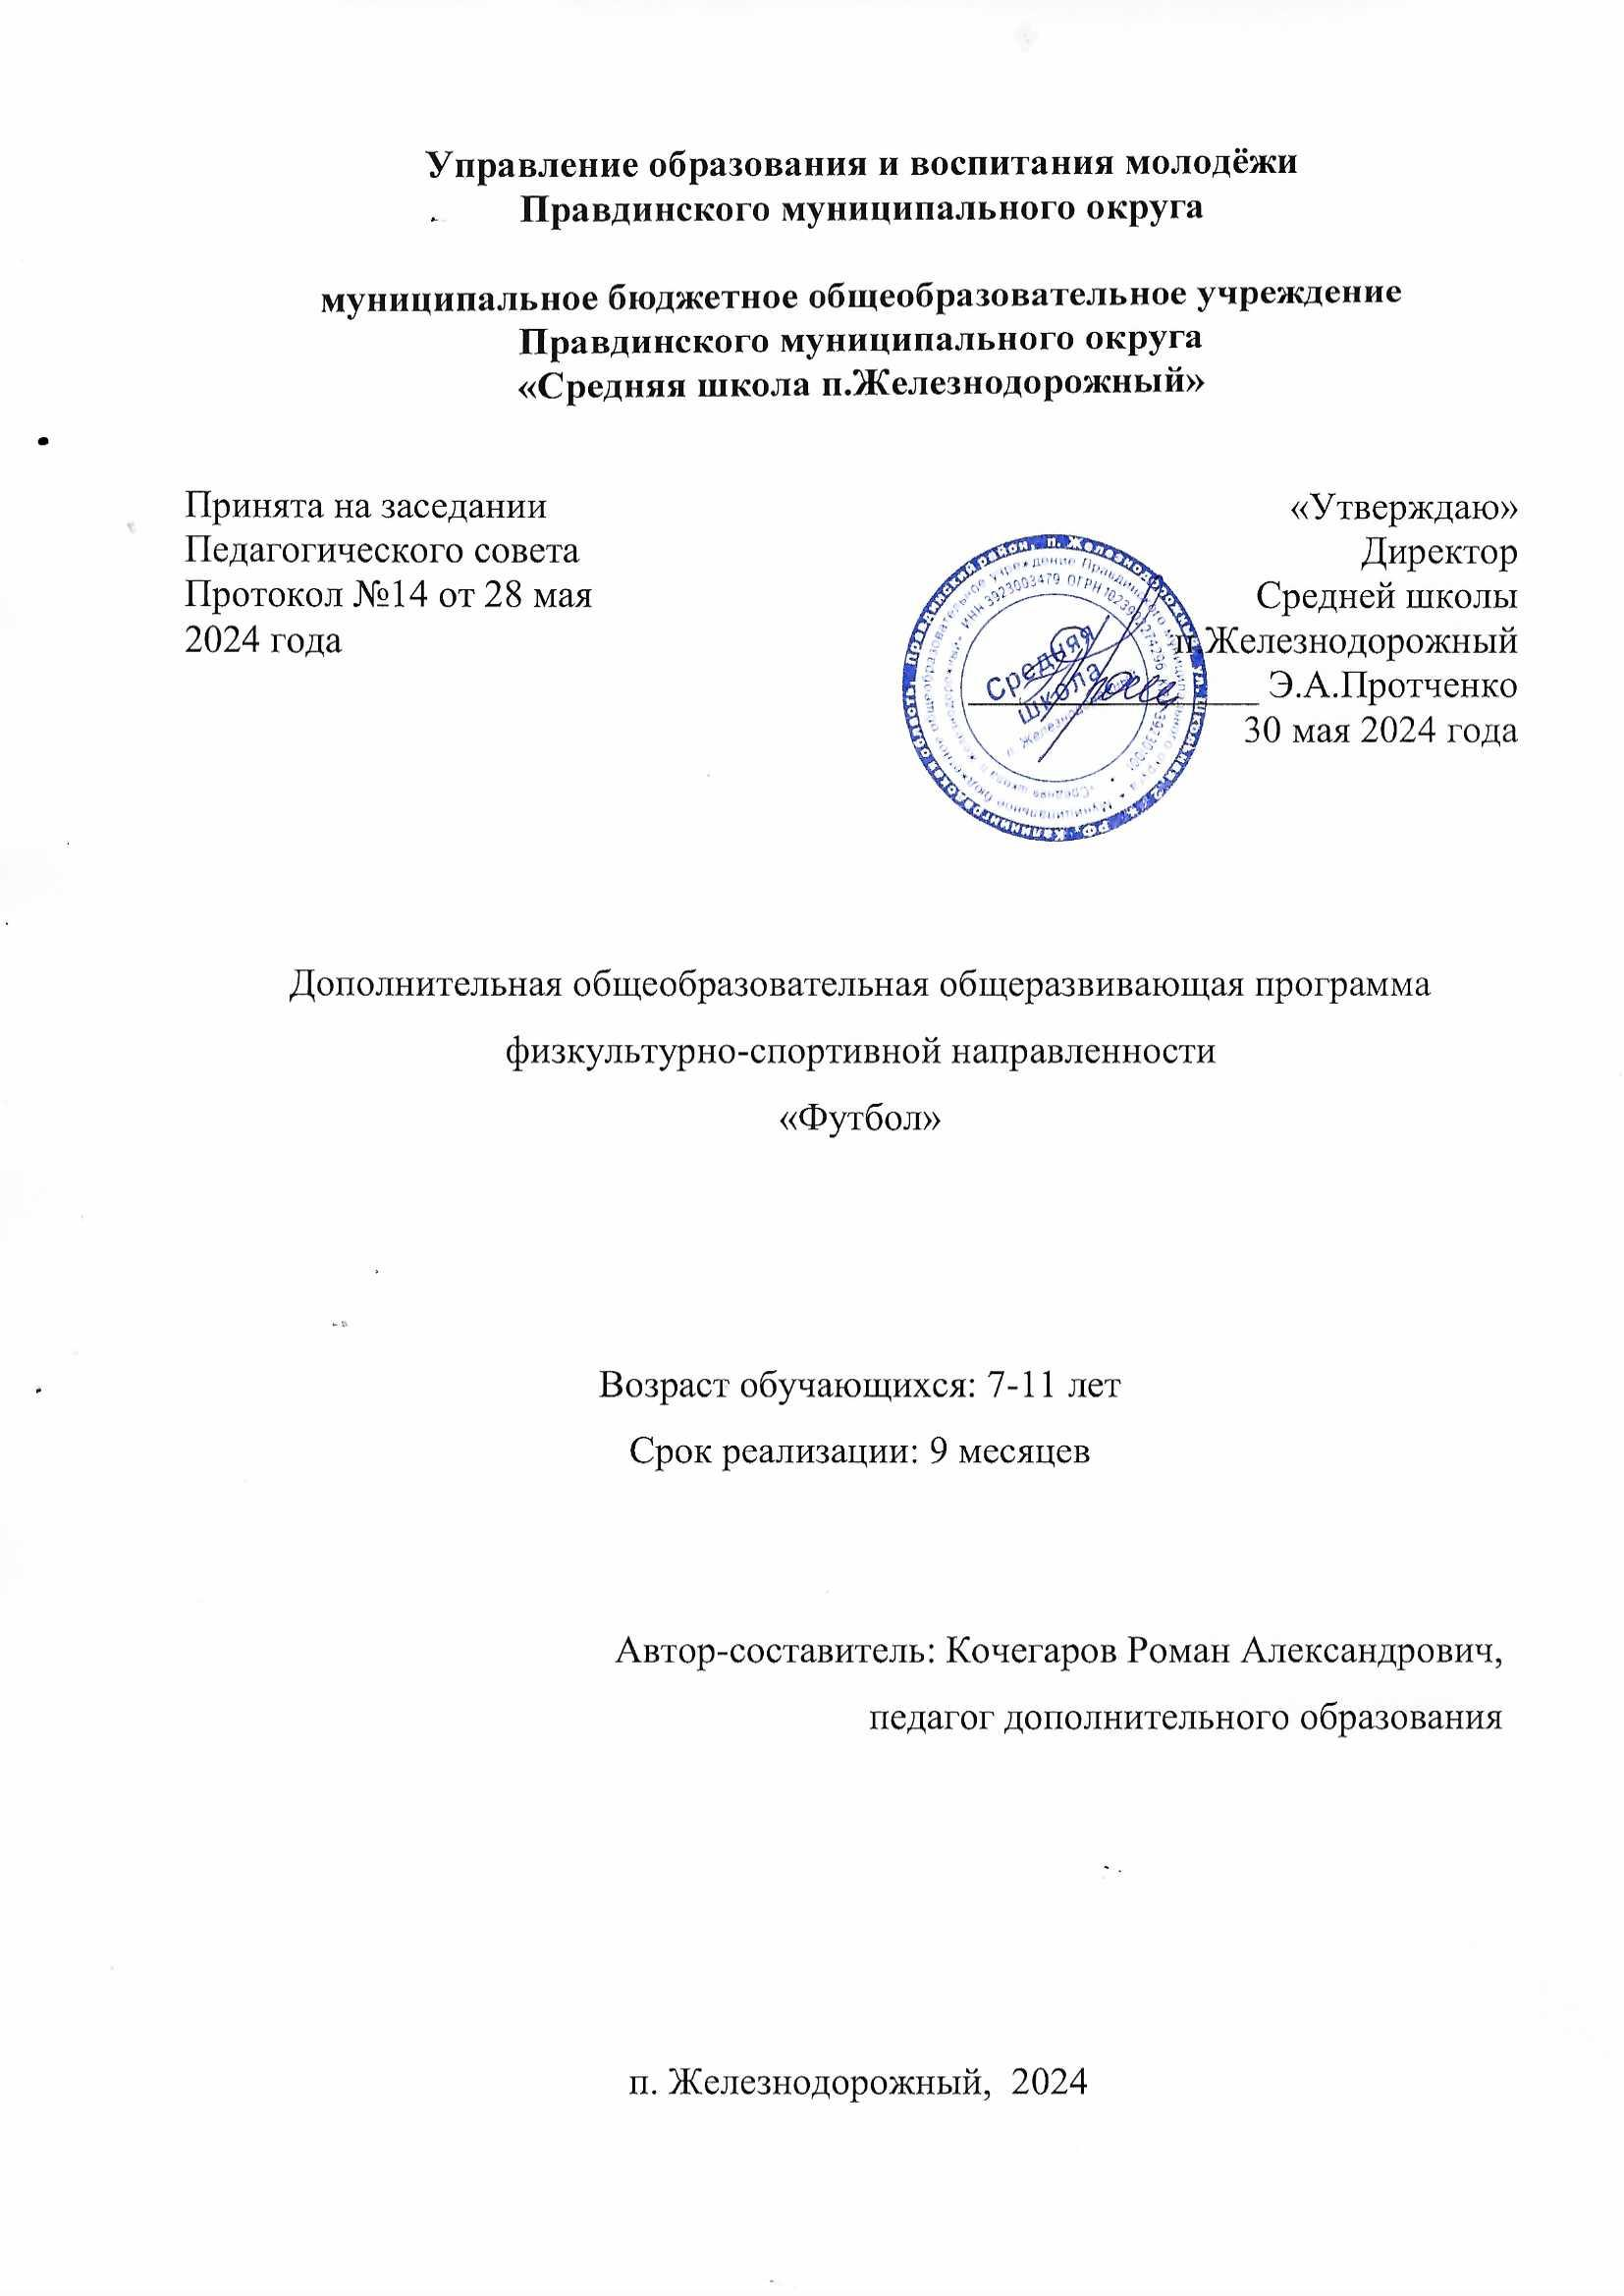 Управление образования и воспитания молодёжи
Правдинского муниципального округа
муниципальное бюджетное общеобразовательное учреждение
Правдинского муниципального округа
«Средняя школа п.Железнодорожный»
Принята на заседании
Педагогического совета
Протокол №14 от 28 мая
2024 года
«Утверждаю»
Директор
Средней школы
п.Железнодорожный
Э.А.Протченко
30 мая 2024 года
ИНН 3923003479 ОГРН
Средняя
школа
Дополнительная общеобразовательная общеразвивающая программа
физкультурно-спортивной направленности
«Футбол»
Возраст обучающихся: 7-11 лет
Срок реализации: 9 месяцев
Автор-составитель: Кочегаров Роман Александрович,
педагог дополнительного образования
п. Железнодорожный, 2024